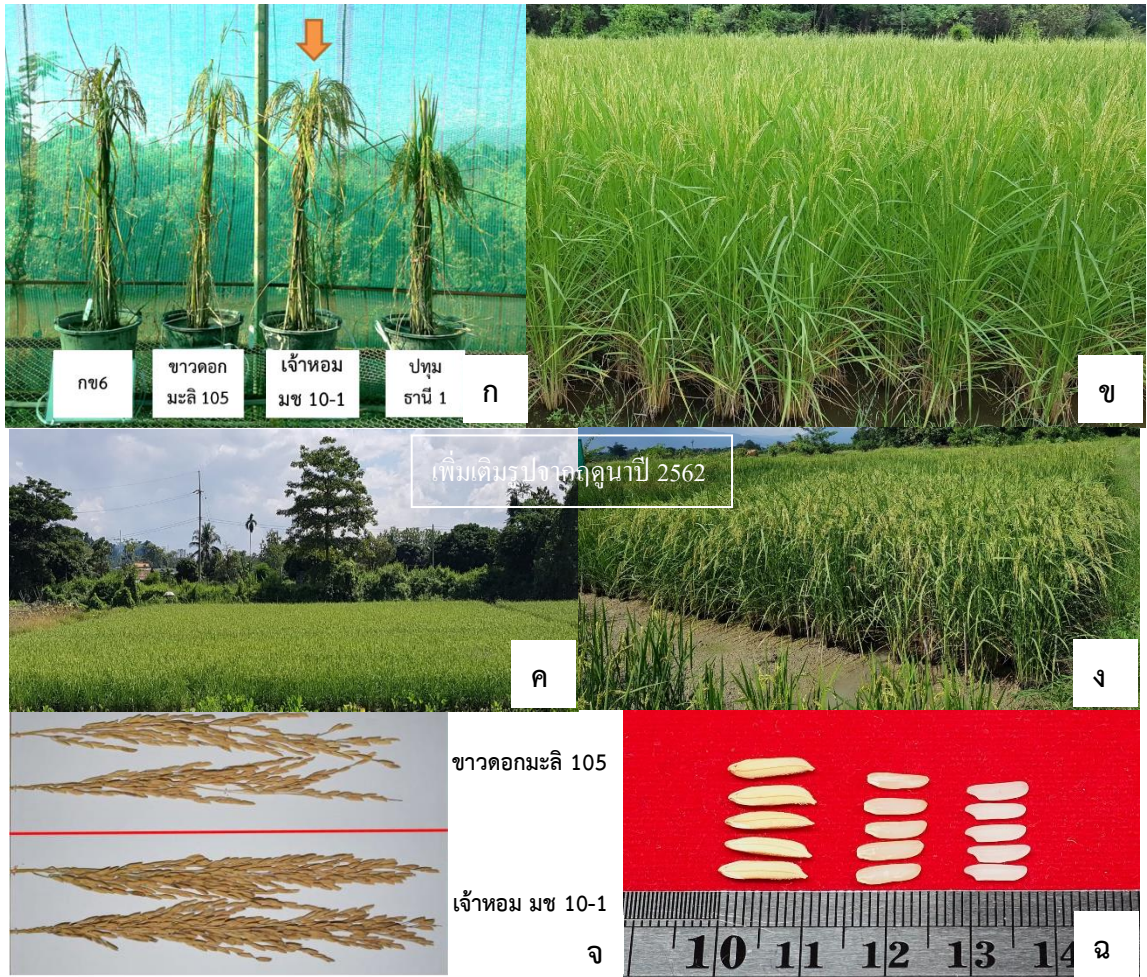 กข6
ขาวดอก
มะลิ 105
เจ้าหอม
มช 10-1
ปทุม
ธานี 1
ก
ข
เพิ่มเติมรูปจากฤดูนาปี 2562
ค
ง
ขาวดอกมะลิ 105
เจ้าหอม มช 10-1
จ
10 11 12 13 14
ฉ